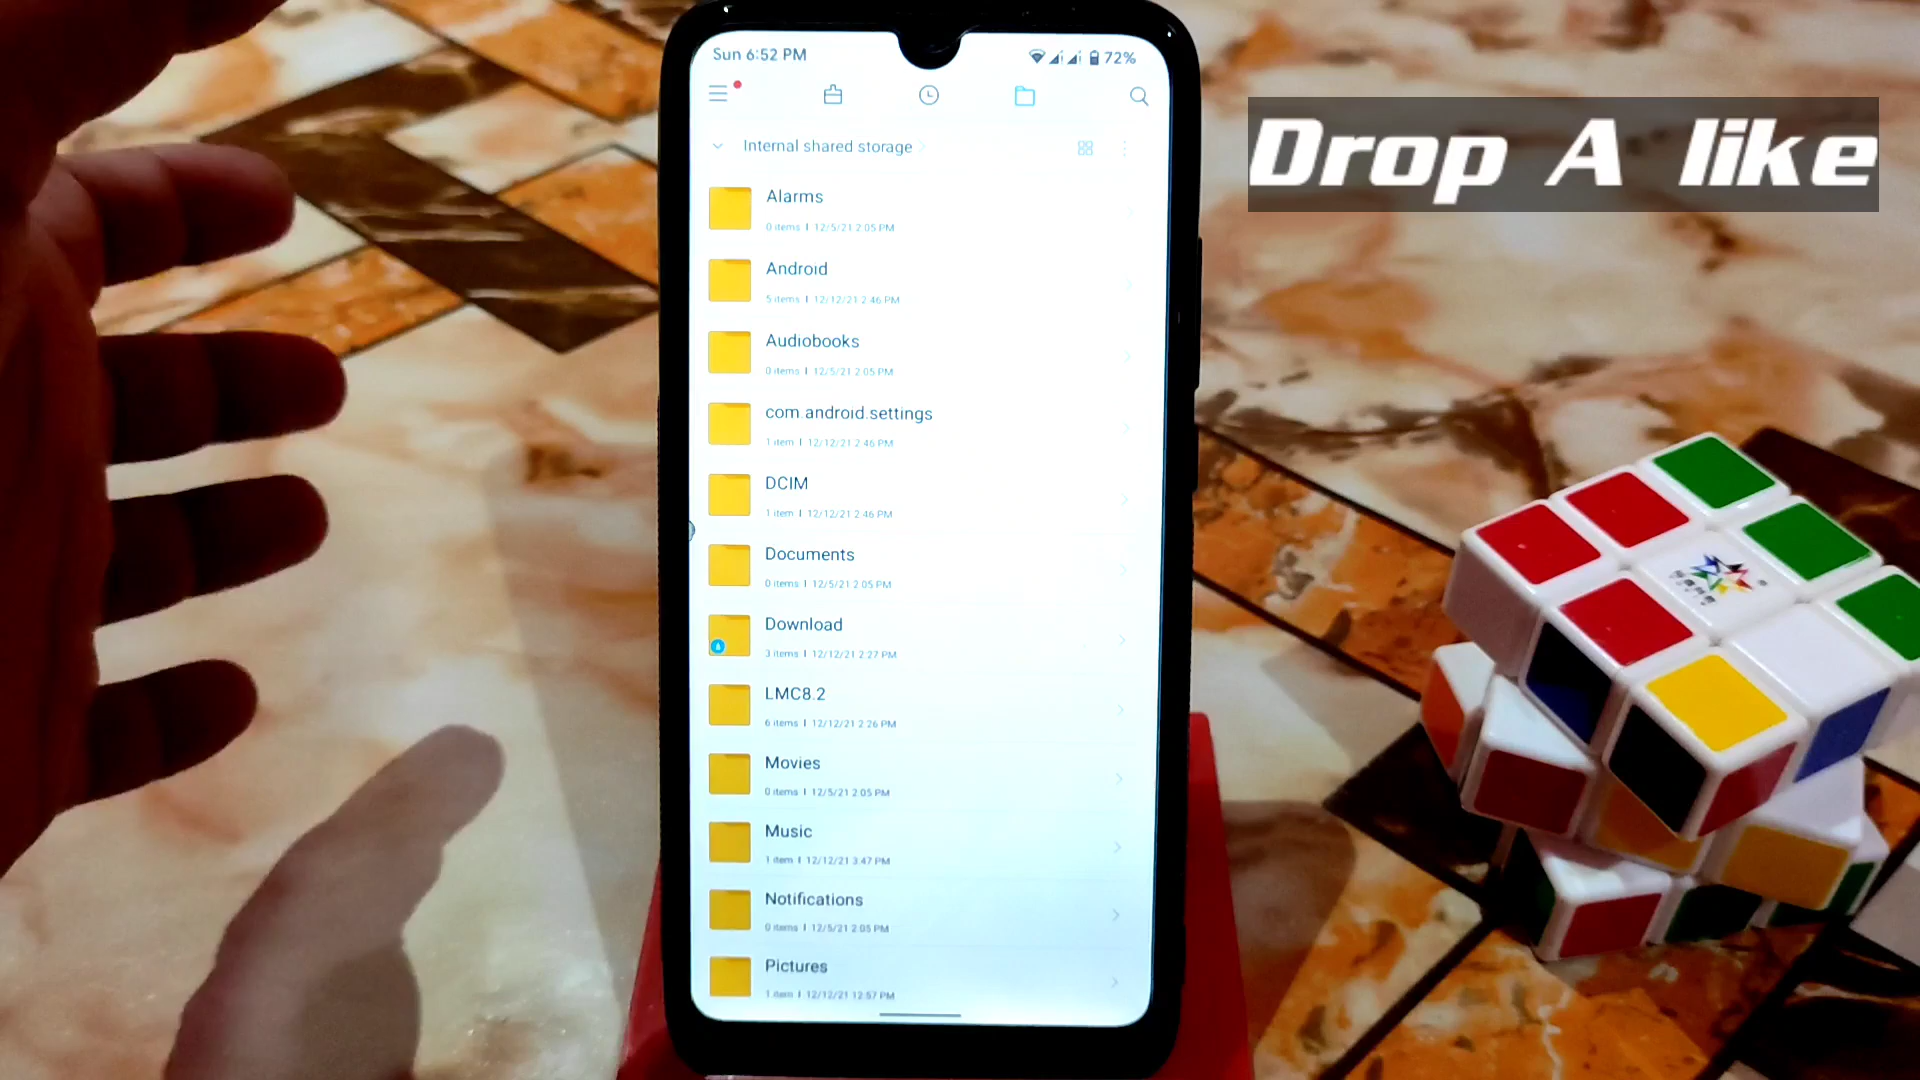 Sun 6:52 PM
72%
Drop A like
Internal shared storage
Alarms
0 items | 12/5/21 2:05 PM
Android
5 items | 12/12/21 2:46 PM
Audiobooks
0 items | 12/5/21 2:05 PM
com.android.settings
1 item | 12/12/21 2:46 PM
DCIM
1 item | 12/12/21 2:46 PM
Documents
0 items | 12/5/21 2:05 PM
Download
3 items | 12/12/21 2:27 PM
LMC8.2
6 items | 12/12/21 2:26 PM
Movies
0 items | 12/5/21 2:05 PM
Music
1 item | 12/12/21 3:47 PM
Notifications
0 items | 12/5/21 2:05 PM
Pictures
1 item | 12/12/21 12:57 PM